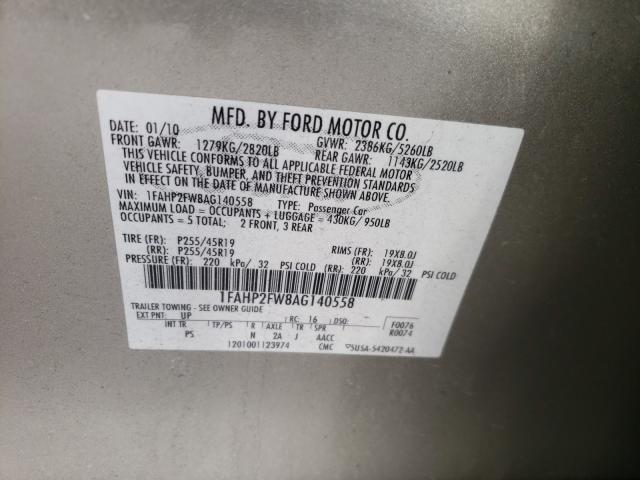 MFD. BY FORD MOTOR CO.
DATE: 01/10 GVWR: 2386KG/5260LB
FRONT GAWR: 1279KG/2820LB REAR GAWR: 1143KG/2520LB
THIS VEHICLE CONFORMS TO ALL APPLICABLE FEDERAL MOTOR
VEHICLE SAFETY, BUMPER, AND THEFT PREVENTION STANDARDS
IN EFFECT ON THE DATE OF MANUFACTURE SHOWN ABOVE.
VIN: 1FAHP2FW8AG140558 TYPE: Passenger Car
MAXIMUM LOAD = OCCUPANTS + LUGGAGE = 430KG/950LB
OCCUPANTS = 5 TOTAL; 2 FRONT, 3 REAR
TIRE (FR): P255/45R19 RIMS (FR): 19X8.0J
(RR): P255/45R19 (RR): 19X8.0J
PRESSURE (FR): 220 kPa/ 32 PSI COLD (RR): 220 kPa/ 32 PSI COLD
1FAHP2FW8AG140558
TRAILER TOWING - SEE OWNER GUIDE
EXT PNT: UP RC: 16 DSO: F0076
R0074
INT TR TP/PS R AXLE TR SPR
PS N 2A J AACC
1201001123974 CMC 5USA-5420472-AA